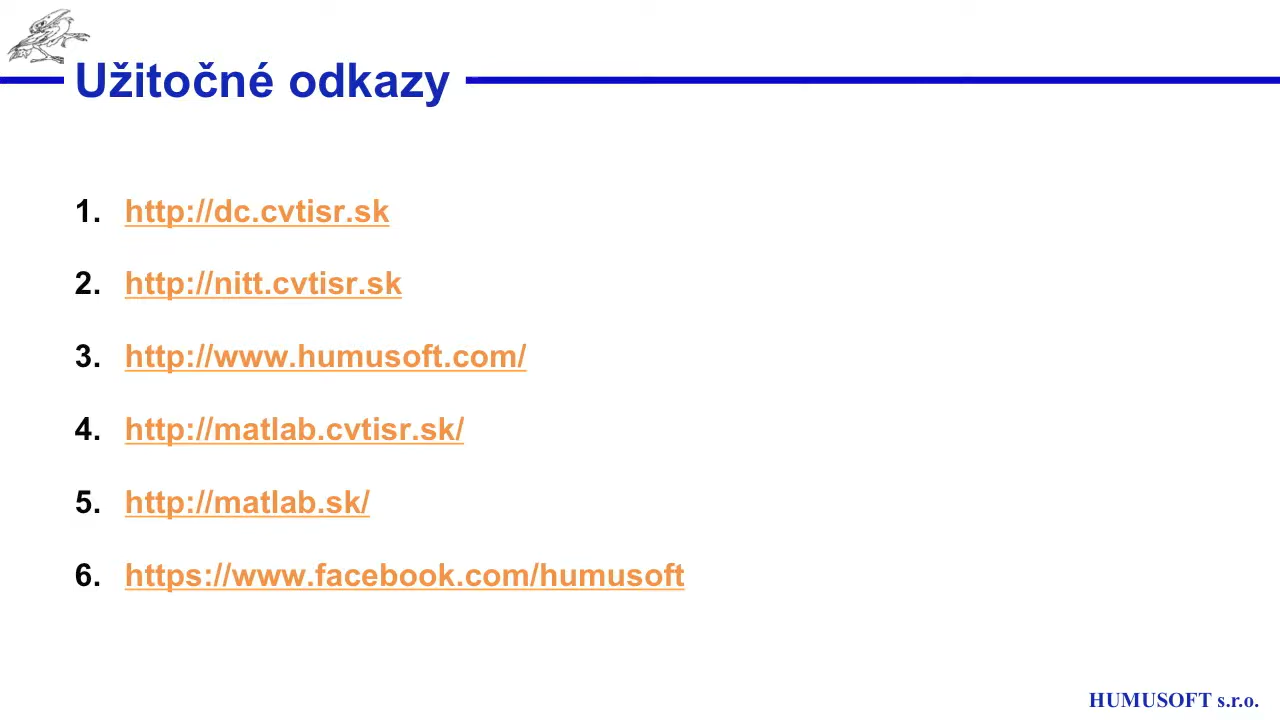 Užitočné odkazy
1. http://dc.cvtisr.sk
2. http://nitt.cvtisr.sk
3. http://www.humusoft.com/
4. http://matlab.cvtisr.sk/
5. http://matlab.sk/
6. https://www.facebook.com/humusoft
HUMUSOFT s.r.o.